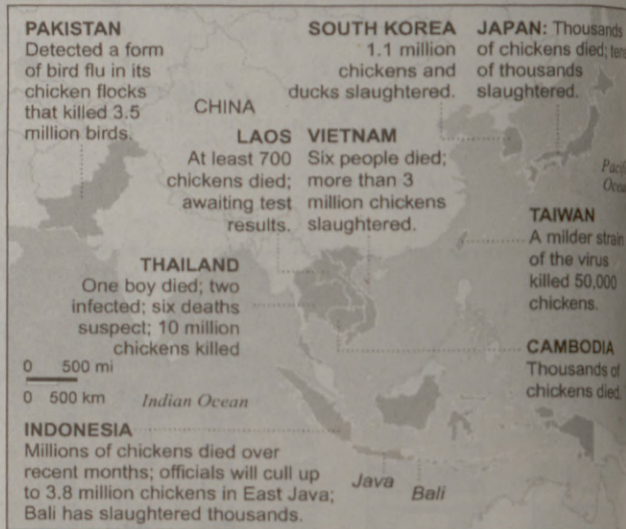 PAKISTAN
Detected a form
of bird flu in its
chicken flocks
that killed 3.5
million birds.
SOUTH KOREA
1.1 million
chickens and
ducks slaughtered.
JAPAN: Thousands
of chickens died; tens
of thousands
slaughtered.
CHINA
LAOS
At least 700
chickens died;
awaiting test
results.
VIETNAM
Six people died;
more than 3
million chickens
slaughtered.
Pacific
Ocean
TAIWAN
A milder strain
of the virus
killed 50,000
chickens.
THAILAND
One boy died; two
infected; six deaths
suspect; 10 million
chickens killed
CAMBODIA
Thousands of
chickens died.
0 500 mi
0 500 km
Indian Ocean
INDONESIA
Millions of chickens died over
recent months; officials will cull up
to 3.8 million chickens in East Java;
Bali has slaughtered thousands.
Java
Bali